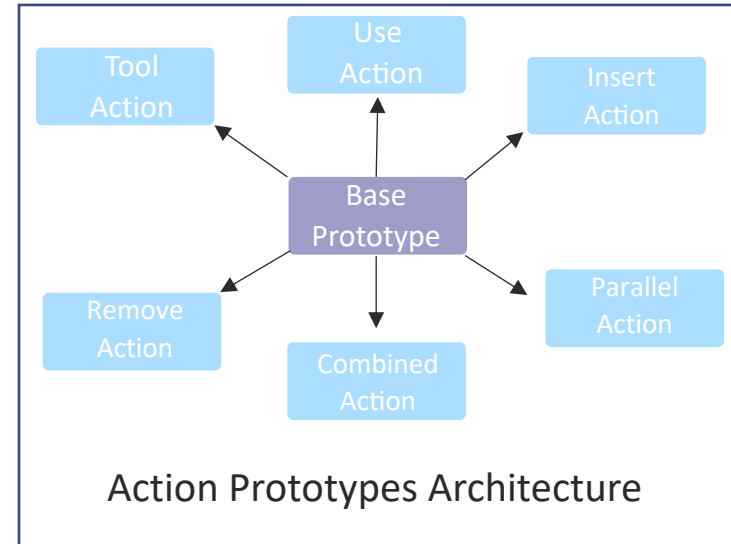 Use
Action
Tool
Action
Insert
Action
Base
Prototype
Remove
Action
Combined
Action
Parallel
Action
Action Prototypes Architecture